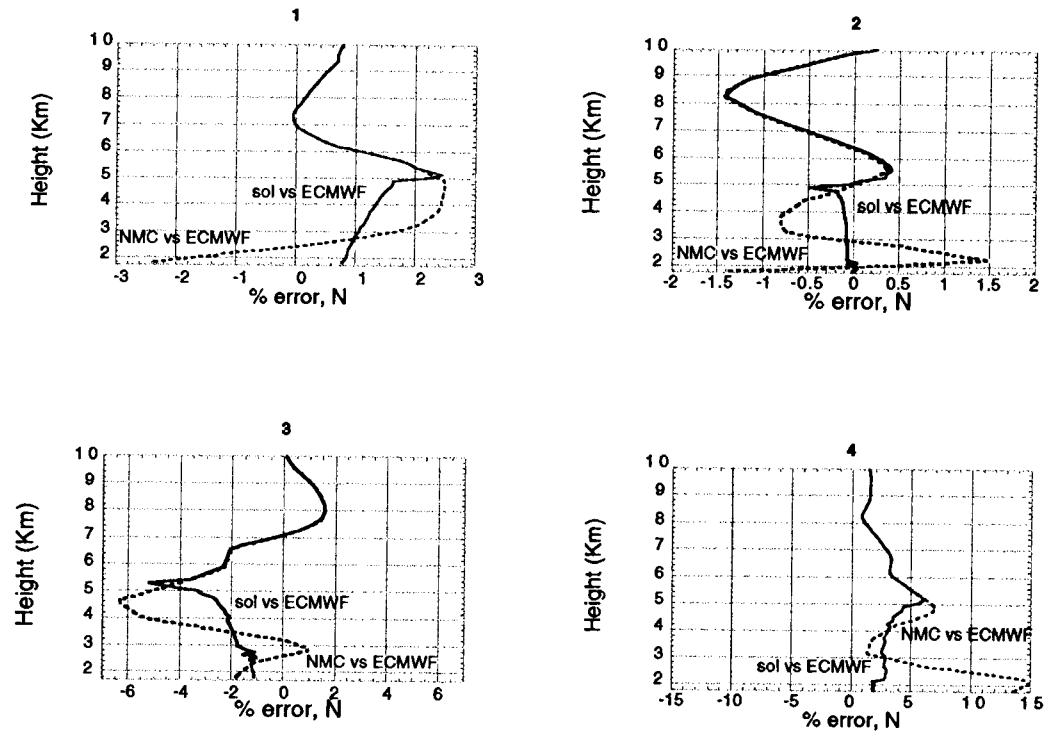 1
10
9
8
7
6
5
4
3
2
Height (Km)
sol vs ECMWF
NMC vs ECMWF
-3 -2 -1 0 1 2 3
% error, N
2
10
9
8
7
6
5
4
3
2
Height (Km)
sol vs ECMWF
NMC vs ECMWF
-2 -1.5 -1 -0.5 0 0.5 1 1.5 2
% error, N
3
10
9
8
7
6
5
4
3
2
Height (Km)
sol vs ECMWF
NMC vs ECMWF
-6 -4 -2 0 2 4 6
% error, N
4
10
9
8
7
6
5
4
3
2
Height (Km)
NMC vs ECMWF
sol vs ECMWF
-15 -10 -5 0 5 10 15
% error, N